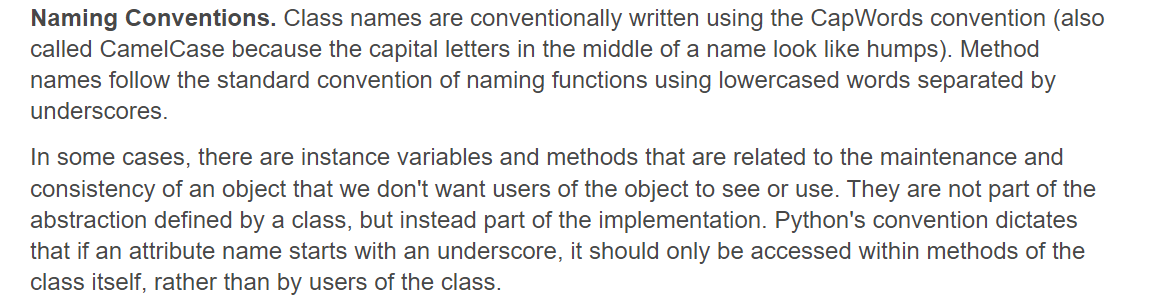 Naming Conventions. Class names are conventionally written using the CapWords convention (also
called CamelCase because the capital letters in the middle of a name look like humps). Method
names follow the standard convention of naming functions using lowercased words separated by
underscores.
In some cases, there are instance variables and methods that are related to the maintenance and
consistency of an object that we don't want users of the object to see or use. They are not part of the
abstraction defined by a class, but instead part of the implementation. Python's convention dictates
that if an attribute name starts with an underscore, it should only be accessed within methods of the
class itself, rather than by users of the class.